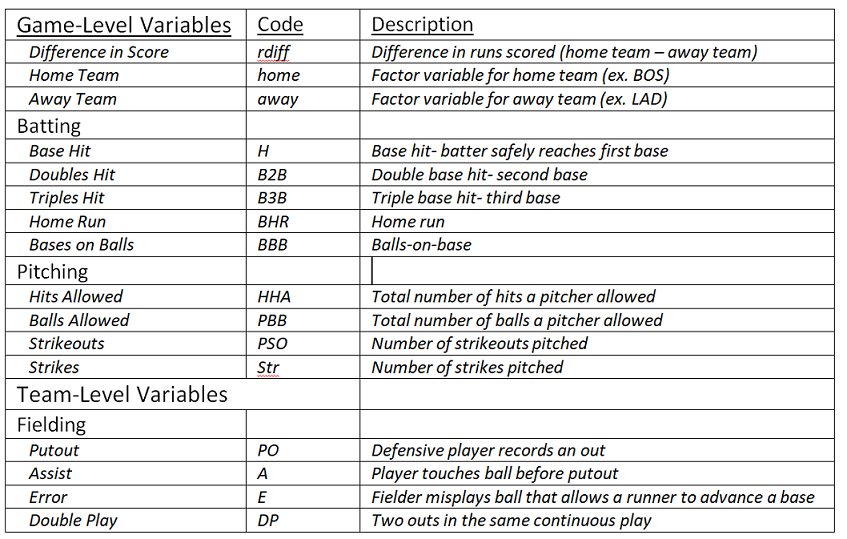 Game-Level Variables Code Description
Difference in Score rdiff Difference in runs scored (home team – away team)
Home Team home Factor variable for home team (ex. BOS)
Away Team away Factor variable for away team (ex. LAD)
Batting
Base Hit H Base hit- batter safely reaches first base
Doubles Hit B2B Double base hit- second base
Triples Hit B3B Triple base hit- third base
Home Run BHR Home run
Bases on Balls BBB Balls-on-base
Pitching
Hits Allowed HHA Total number of hits a pitcher allowed
Balls Allowed PBB Total number of balls a pitcher allowed
Strikeouts PSO Number of strikeouts pitched
Strikes Str Number of strikes pitched
Team-Level Variables
Fielding
Putout PO Defensive player records an out
Assist A Player touches ball before putout
Error E Fielder misplays ball that allows a runner to advance a base
Double Play DP Two outs in the same continuous play